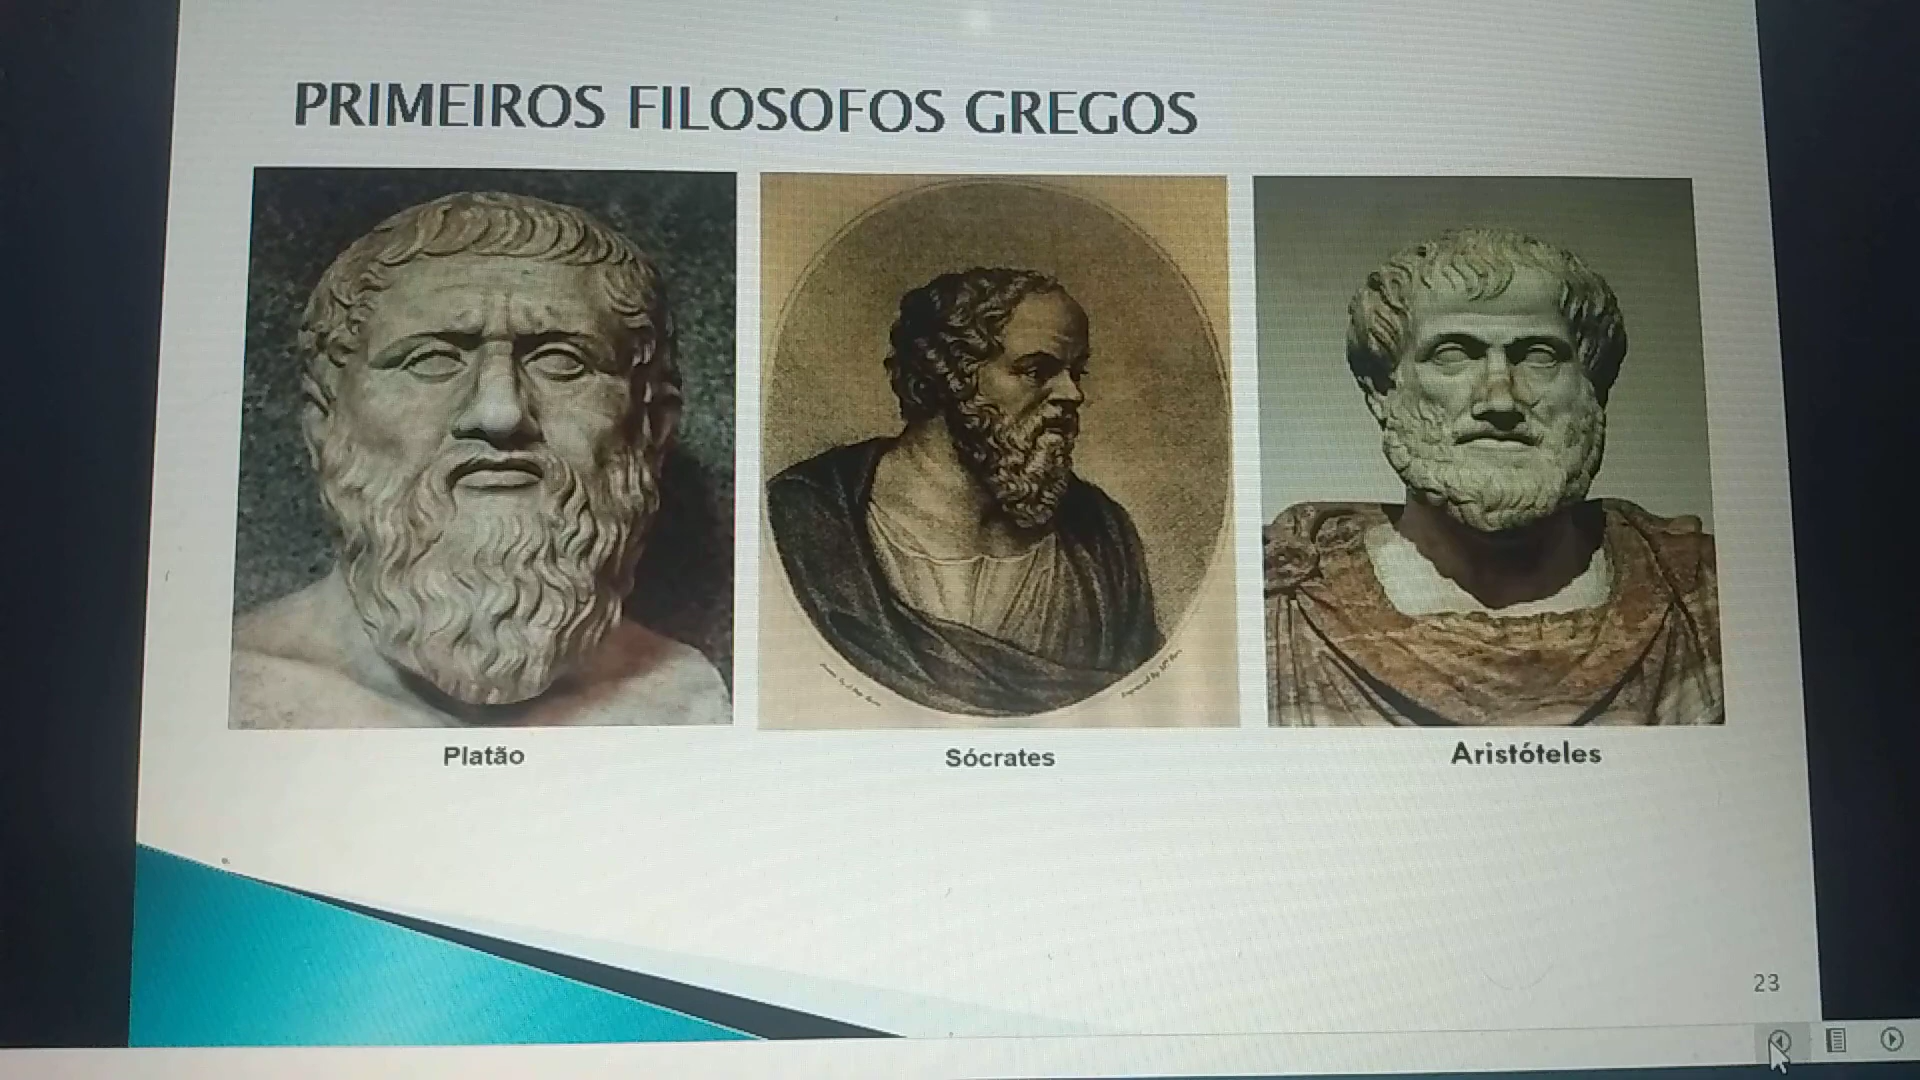 PRIMEIROS FILOSOFOS GREGOS
Platão
Sócrates
Aristóteles
23